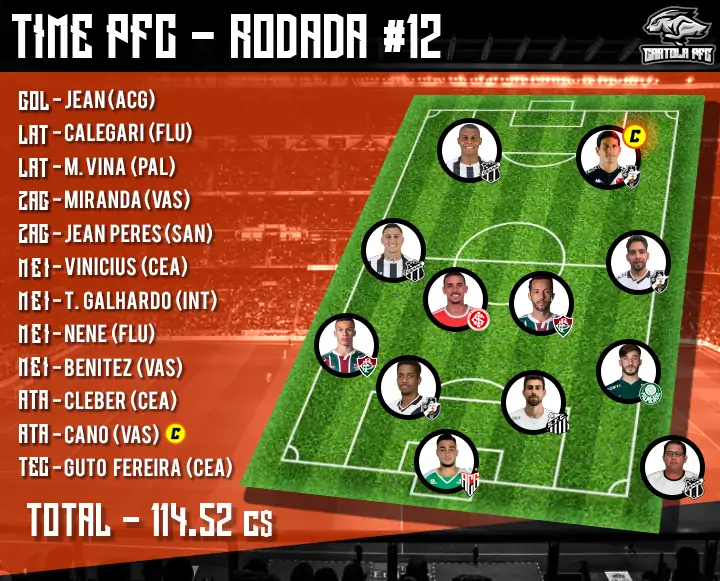 TIME PFC - RODADA #12
CARTOLA PFC
GOL - JEAN (ACG)
LAT - CALEGARI (FLU)
LAT - M. VINA (PAL)
ZAG - MIRANDA (VAS)
ZAG - JEAN PERES (SAN)
MEI - VINICIUS (CEA)
MEI - T. GALHARDO (INT)
MEI - NENE (FLU)
MEI - BENITEZ (VAS)
ATA - CLEBER (CEA)
ATA - CANO (VAS) C
TEC - GUTO FEREIRA (CEA)
TOTAL - 114.52 C$
C
ACG